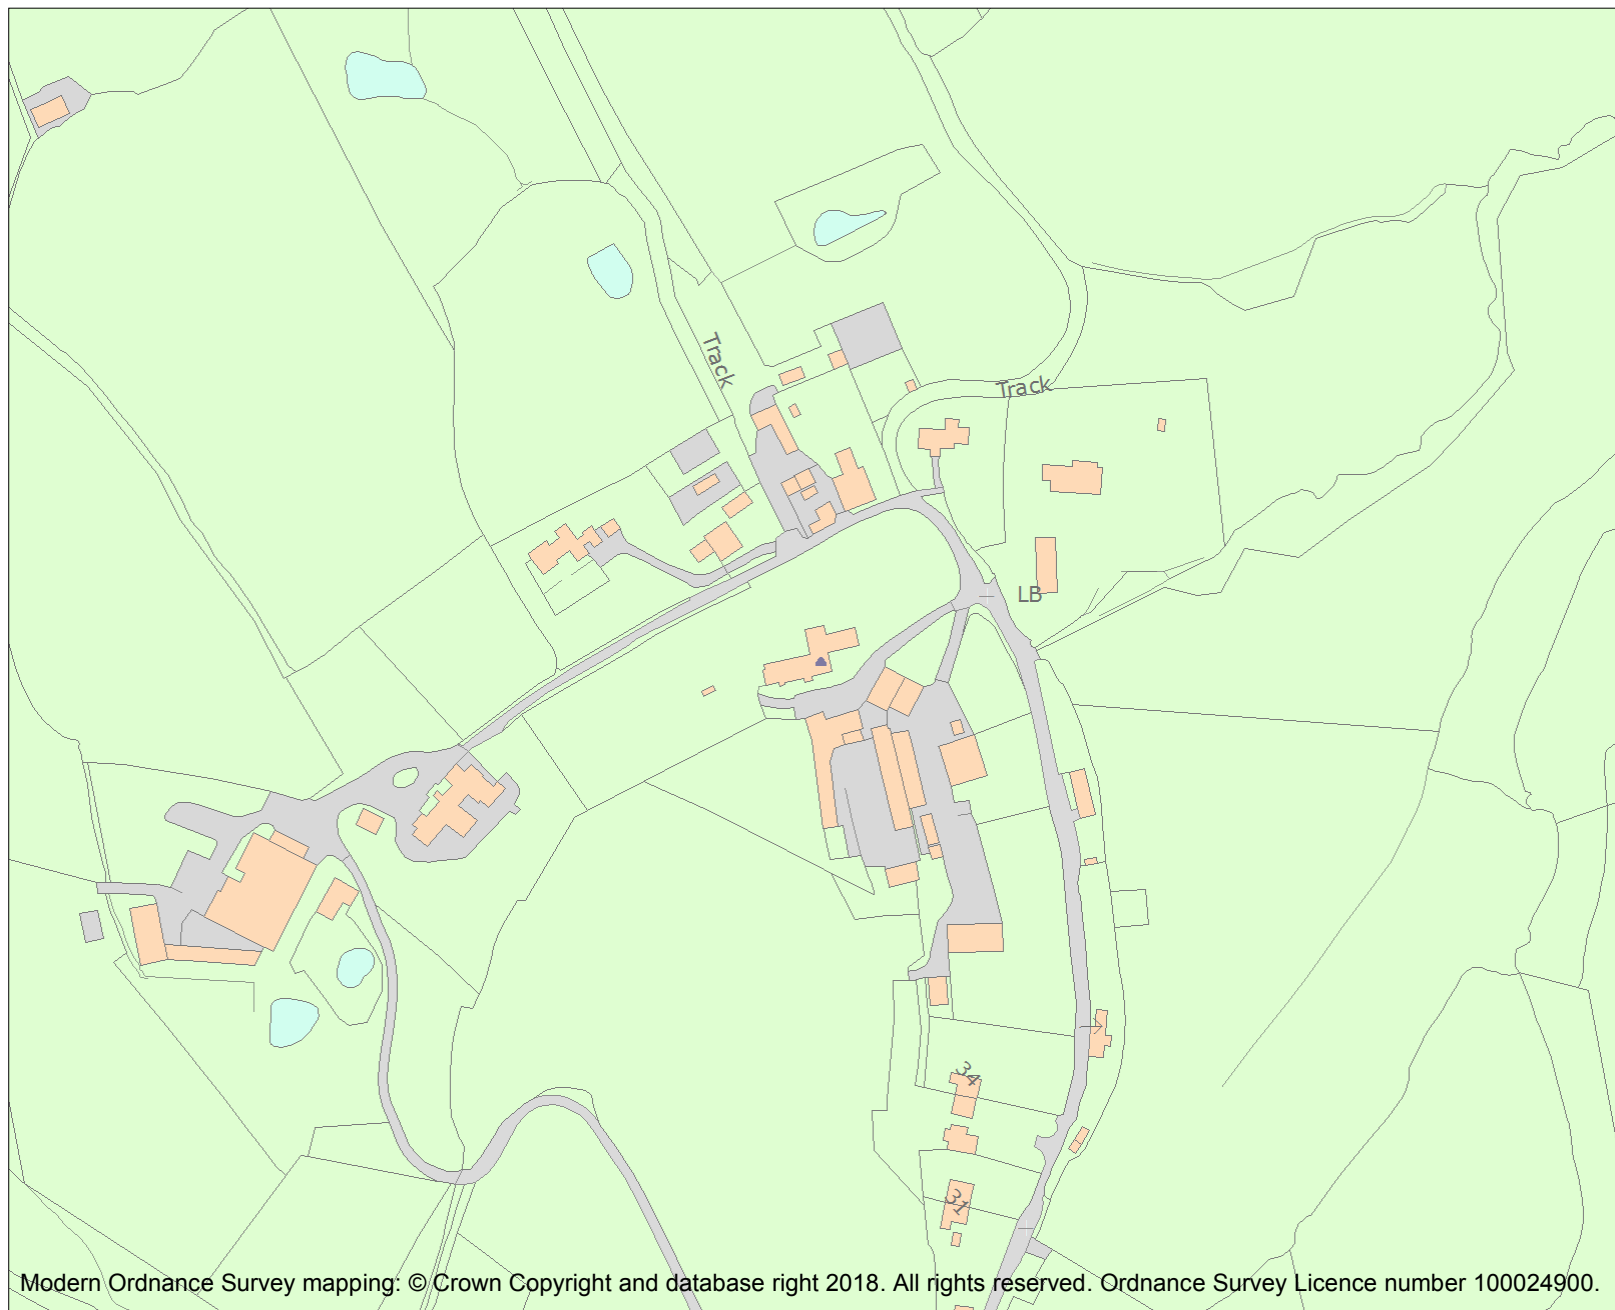 Track
Track
LB
34
31
Modern Ordnance Survey mapping: © Crown Copyright and database right 2018. All rights reserved. Ordnance Survey Licence number 100024900.